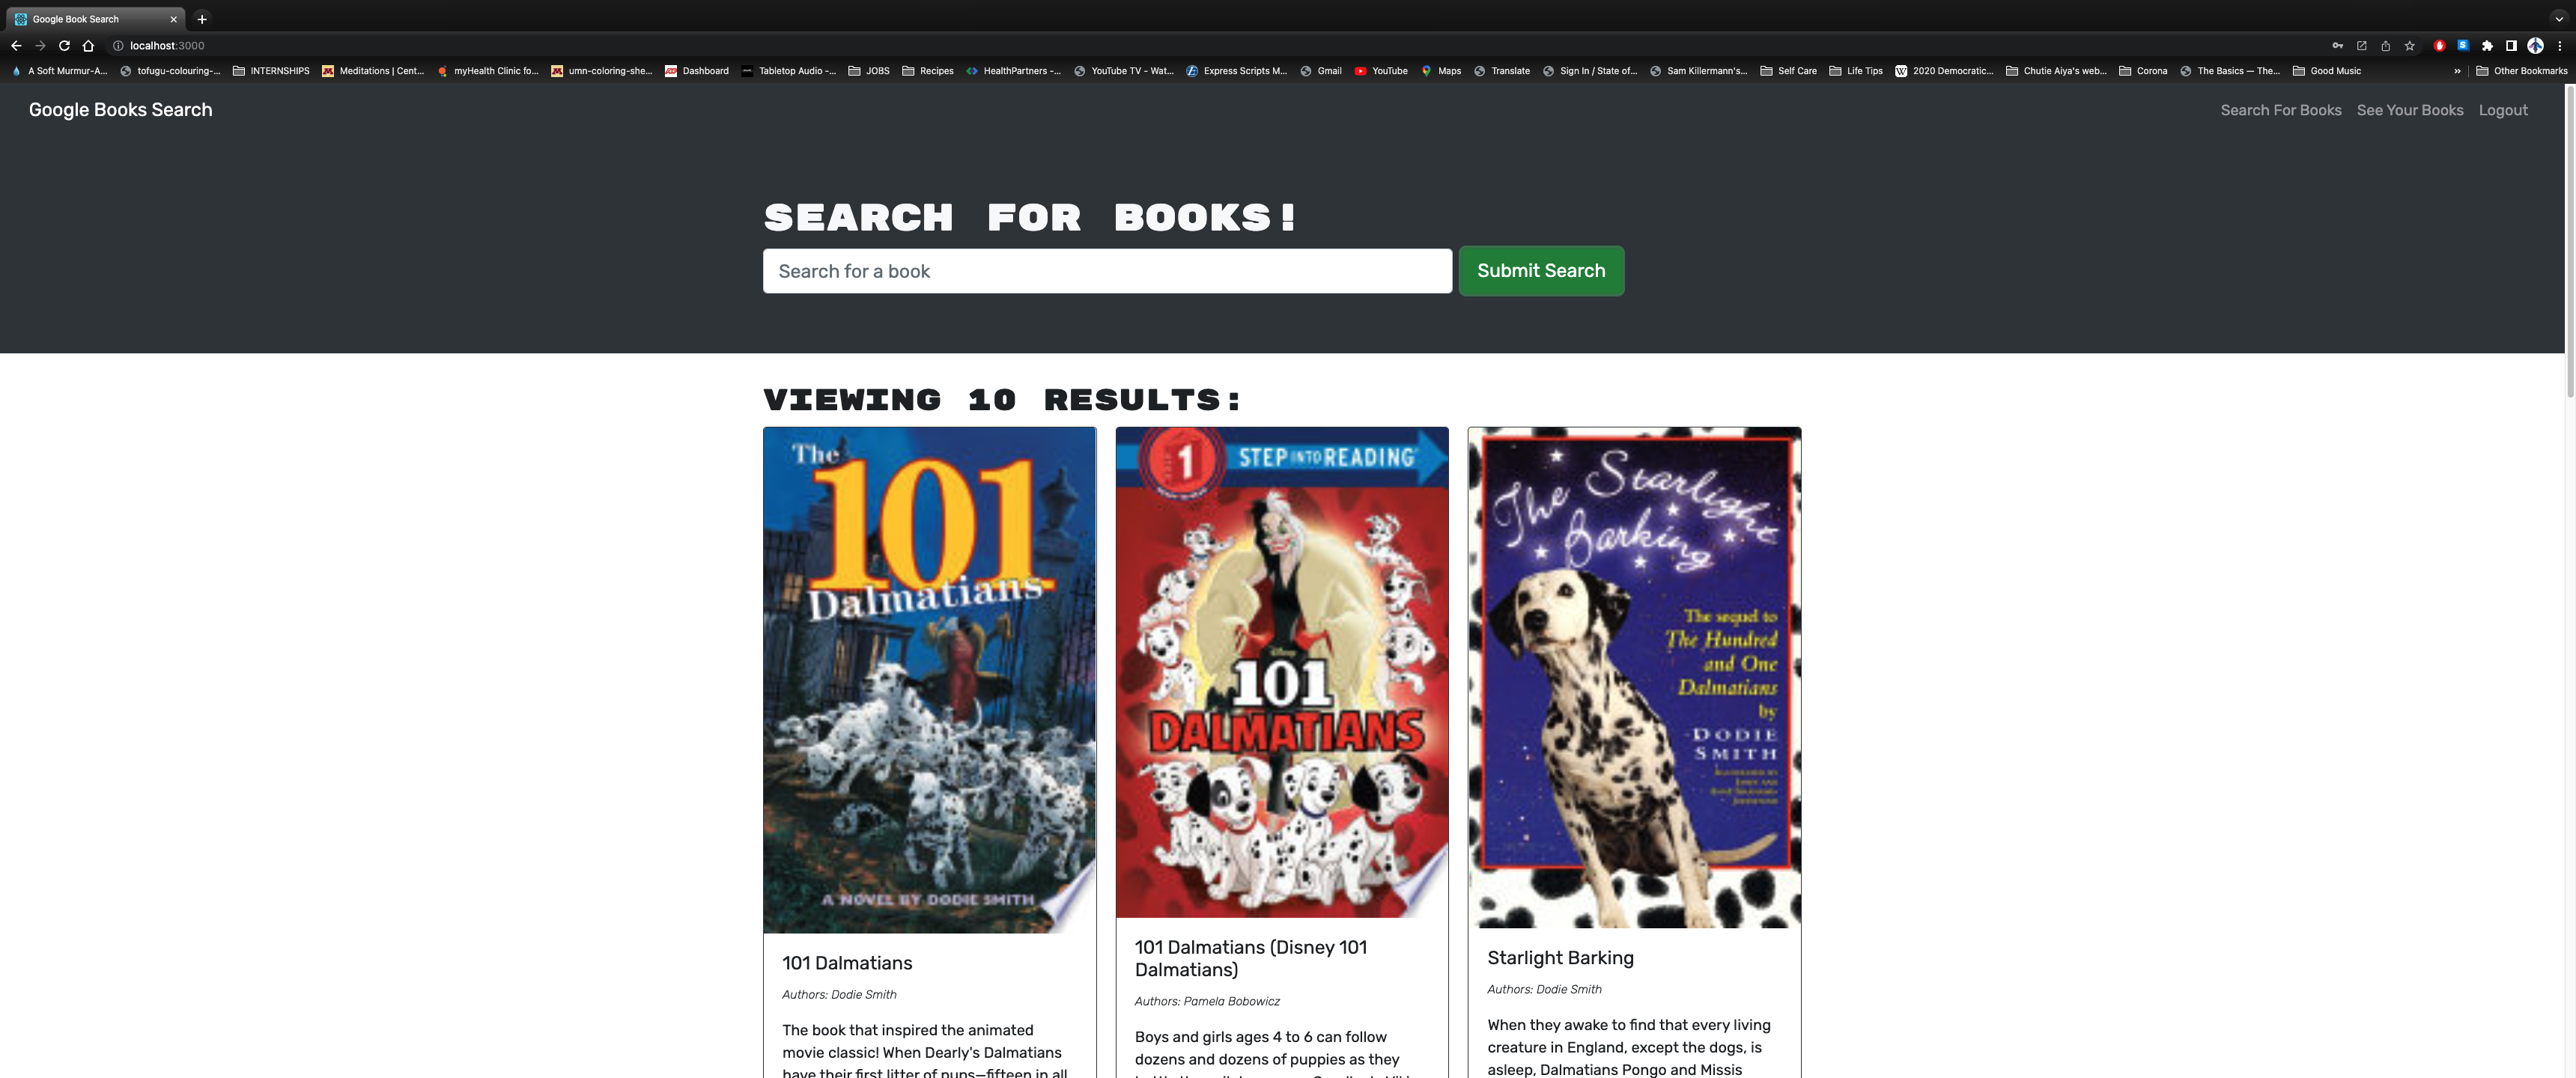 Google Book Search
localhost:3000
A Soft Murmur-A... tofugu-colouring-... INTERNSHIPS Meditations | Cent... myHealth Clinic fo... umn-coloring-she... Dashboard Tabletop Audio -... JOBS Recipes HealthPartners -... YouTube TV - Wat... Express Scripts M... Gmail YouTube Maps Translate Sign In / State of... Sam Killermann's... Self Care Life Tips 2020 Democratic... Chutie Aiya's web... Corona The Basics — The... Good Music » Other Bookmarks
Google Books Search Search For Books See Your Books Logout
SEARCH FOR BOOKS!
Search for a book Submit Search
VIEWING 10 RESULTS:
The
101
Dalmatians
A NOVEL BY DODIE SMITH
101 Dalmatians
Authors: Dodie Smith
The book that inspired the animated
movie classic! When Dearly's Dalmatians
have their first litter of pups—fifteen in all
1 STEP INTO READING
Disney
101
DALMATIANS
101 Dalmatians (Disney 101
Dalmatians)
Authors: Pamela Bobowicz
Boys and girls ages 4 to 6 can follow
dozens and dozens of puppies as they
The Starlight
Barking
The sequel to
The Hundred
and One
Dalmatians
by
DODIE
SMITH
Starlight Barking
Authors: Dodie Smith
When they awake to find that every living
creature in England, except the dogs, is
asleep, Dalmatians Pongo and Missis